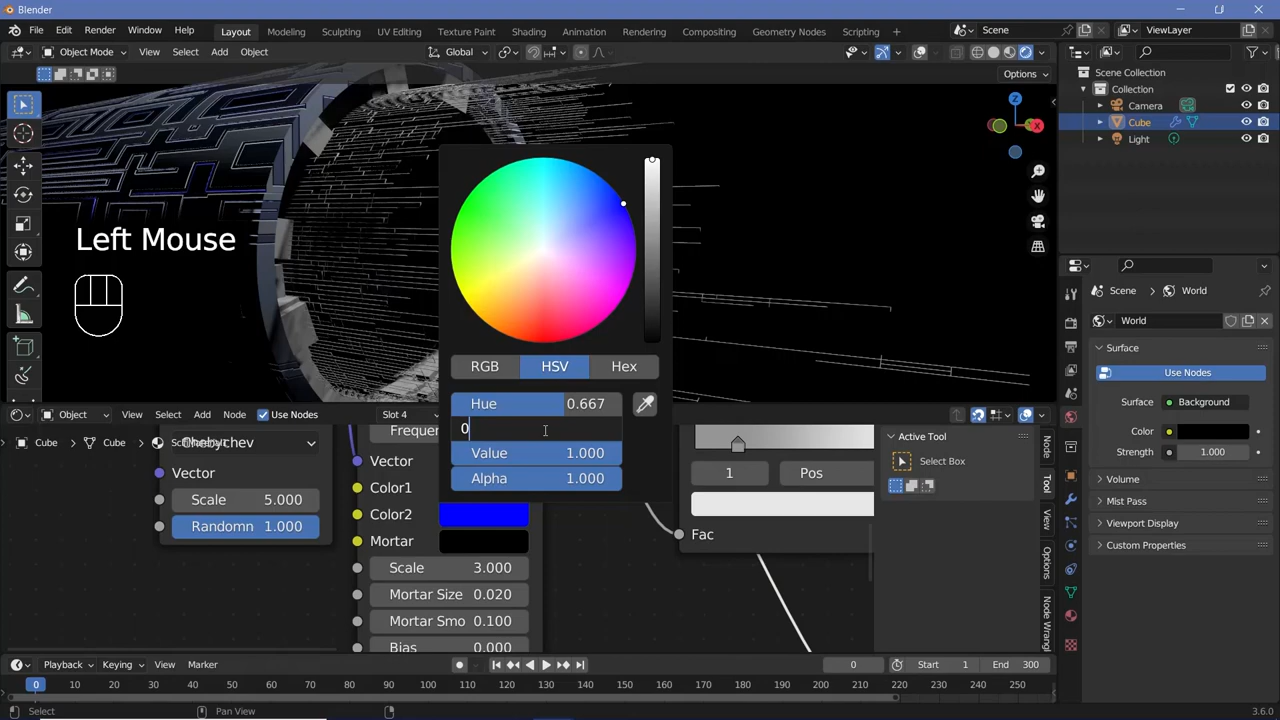 Blender
File Edit Render Window Help Layout Modeling Sculpting UV Editing Texture Paint Shading Animation Rendering Compositing Geometry Nodes Scripting + Scene ViewLayer
Object Mode View Select Add Object Global
Options
Scene Collection
Collection
Camera
Cube
Light
Left Mouse
RGB HSV Hex
Hue 0.667
0
Value 1.000
Alpha 1.000
Scene World
World
Surface
Use Nodes
Surface Background
Color
Strength 1.000
Volume
Mist Pass
Viewport Display
Custom Properties
Object View Select Add Node Use Nodes Slot 4
Cube Cube
Vector
Scale 5.000
Randomn 1.000
Frequer
Vector
Color1
Color2
Mortar
Scale 3.000
Mortar Size 0.020
Mortar Smo 0.100
Bias 0.000
1 Pos
Fac
Active Tool
Select Box
Node
Tool
View
Options
Node Wrangle
Playback Keying View Marker 0 Start 1 End 300
0 10 20 30 40 50 60 70 80 90 100 110 120 130 140 150 160 170 180 190 200 210 220 230 240 250
Select Pan View 3.6.0